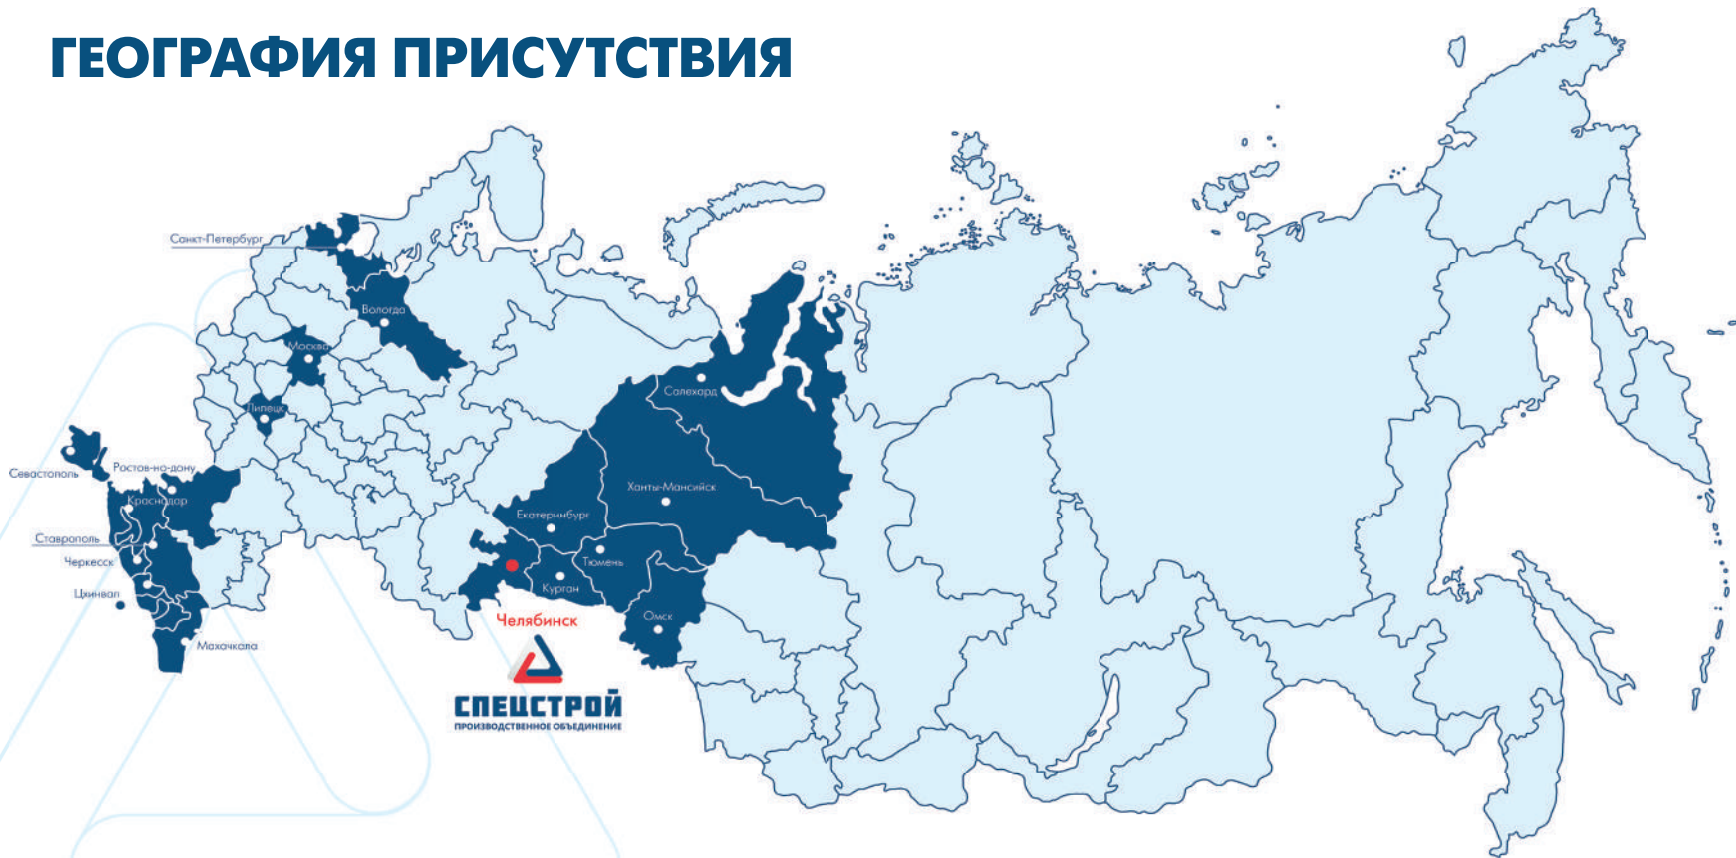 ГЕОГРАФИЯ ПРИСУТСТВИЯ
Санкт-Петербург
Вологда
Москва
Салехард
Липецк
Севастополь
Ростов-на-дону
Ханты-Мансийск
Краснодар
Екатеринбург
Ставрополь
Черкесск
Тюмень
Курган
Цхинвал
Челябинск
Омск
Махачкала
СПЕЦСТРОЙ
ПРОИЗВОДСТВЕННОЕ ОБЪЕДИНЕНИЕ